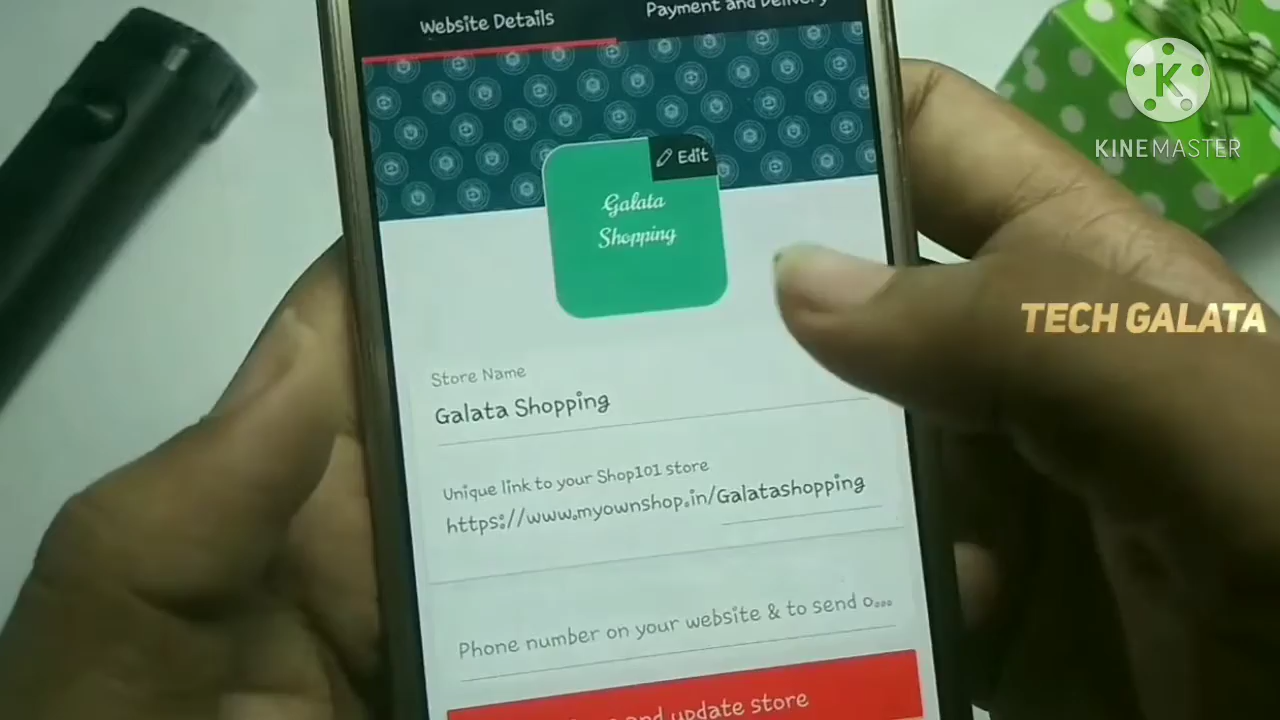 Website Details
Payment and Delivery
Edit
Galata
Shopping
K
KINEMASTER
TECH GALATA
Store Name
Galata Shopping
Unique link to your Shop101 store
https://www.myownshop.in/Galatashopping
Phone number on your website & to send o...
and update store